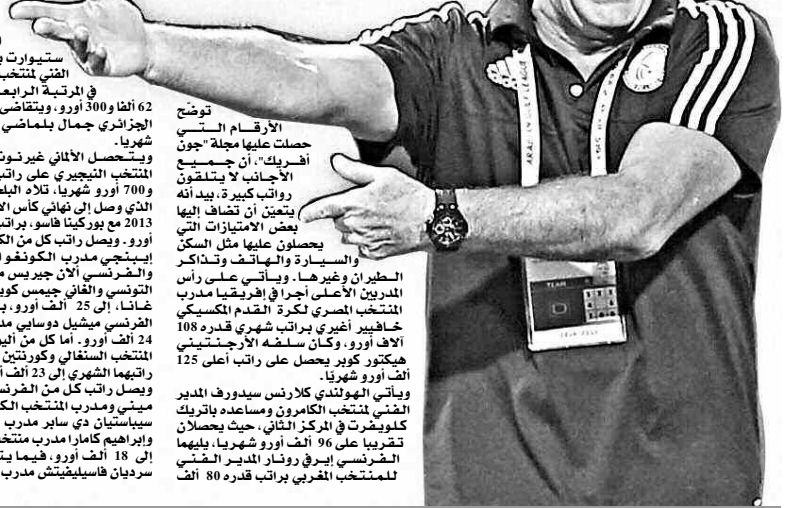 توضّح
الأرقام التي
حصلت عليها مجلة "جون
أفريك"، أن جميع
الأجانب لا يتلقون
رواتب كبيرة، بيد أنه
يتعيّن أن تضاف إليها
بعض الامتيازات التي
يحصلون عليها مثل السكن
والسيارة والهاتف وتذاكر
الطيران وغيرها. ويأتي على رأس
المدربين الأعلى أجرا في إفريقيا مدرب
المنتخب المصري لكرة القدم المكسيكي
خافيير أغيري براتب شهري قدره 108
آلاف أورو، وكان سلفه الأرجنتيني
هيكتور كوبر يحصل على راتب أعلى 125
ألف أورو شهريًا.
ويأتي الهولندي كلارنس سيدورف المدير
الفني لمنتخب الكامرون ومساعده باتريك
كلويفرت في المركز الثاني، حيث يحصلان
تقريبا على 96 ألف أورو شهريا، يليهما
الفرنسي إيرفي رونار المدير الفني
للمنتخب المغربي براتب قدره 80 ألف
ستيوارت
الفني لمنتخب
في المرتبة الرابعة
62 ألفا و300 أورو، ويتقاضى
الجزائري جمال بلماضي
شهريا.
ويتحصل الألماني غيرنوت
المنتخب النيجيري على راتب
و700 أورو شهريا، تلاه
الذي وصل إلى نهائي كأس
2013 مع بوركينا فاسو، براتب
أورو. ويصل راتب كل من
إيبنجي مدرب الكونغو
والفرنسي ألان جيريس
التونسي والغاني جيمس
غانا، إلى 25 ألف أورو،
الفرنسي ميشيل دوسايي
24 ألف أورو. أما كل من
المنتخب السنغالي وكورنتين
راتبهما الشهري إلى 23 ألف
ويصل راتب كل من
ميني ومدرب المنتخب
سيباستيان دي سابر مدرب
وإبراهيم كامارا مدرب
إلى 18 ألف أورو، فيما
سرديان فاسيليفيتش مدرب
ARABIAN GULF LEAGUE
TEAM